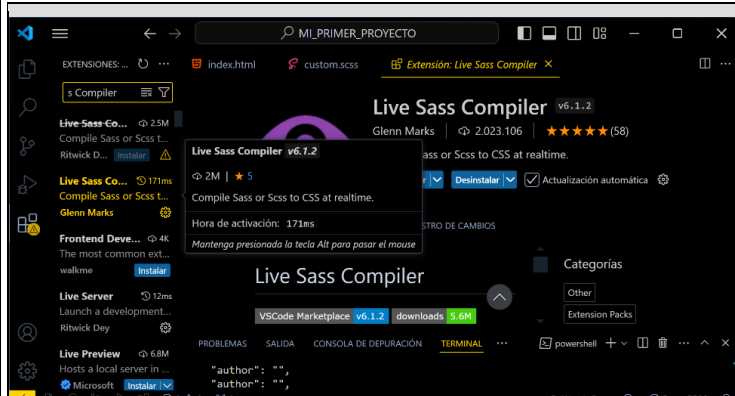 MI_PRIMER_PROYECTO
EXTENSIONES: ...
index.html
custom.scss
Extensión: Live Sass Compiler
s Compiler
Live Sass Co... 2.5M
Compile Sass or Scss t...
Ritwick D... Instalar
Live Sass Co... 171ms
Compile Sass or Scss t...
Glenn Marks
Frontend Deve... 4K
The most common ext...
walkme Instalar
Live Server 12ms
Launch a development...
Ritwick Dey
Live Preview 6.8M
Hosts a local server in ...
Microsoft Instalar
Live Sass Compiler v6.1.2
Glenn Marks | 2.023.106 | ★★★★★(58)
ass or Scss to CSS at realtime.
Desinstalar Actualización automática
Live Sass Compiler v6.1.2
2M | ★ 5
Compile Sass or Scss to CSS at realtime.
Hora de activación: 171ms
Mantenga presionada la tecla Alt para pasar el mouse
STRO DE CAMBIOS
Live Sass Compiler
VSCode Marketplace v6.1.2 downloads 5.6M
Categorías
Other
Extension Packs
PROBLEMAS SALIDA CONSOLA DE DEPURACIÓN TERMINAL ... powershell
"author": "",
"author": "",